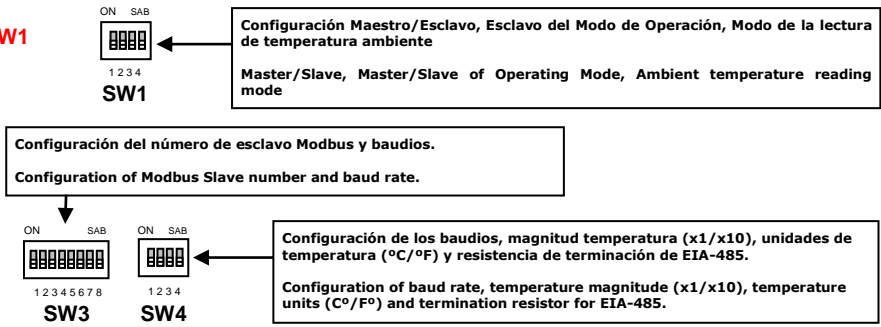 ON SAB
W1
1 2 3 4
SW1
Configuración Maestro/Esclavo, Esclavo del Modo de Operación, Modo de la lectura
de temperatura ambiente
Master/Slave, Master/Slave of Operating Mode, Ambient temperature reading
mode
Configuración del número de esclavo Modbus y baudios.
Configuration of Modbus Slave number and baud rate.
ON SAB
1 2 3 4 5 6 7 8
SW3
ON SAB
1 2 3 4
SW4
Configuración de los baudios, magnitud temperatura (x1/x10), unidades de
temperatura (ºC/ºF) y resistencia de terminación de EIA-485.
Configuration of baud rate, temperature magnitude (x1/x10), temperature
units (Cº/Fº) and termination resistor for EIA-485.